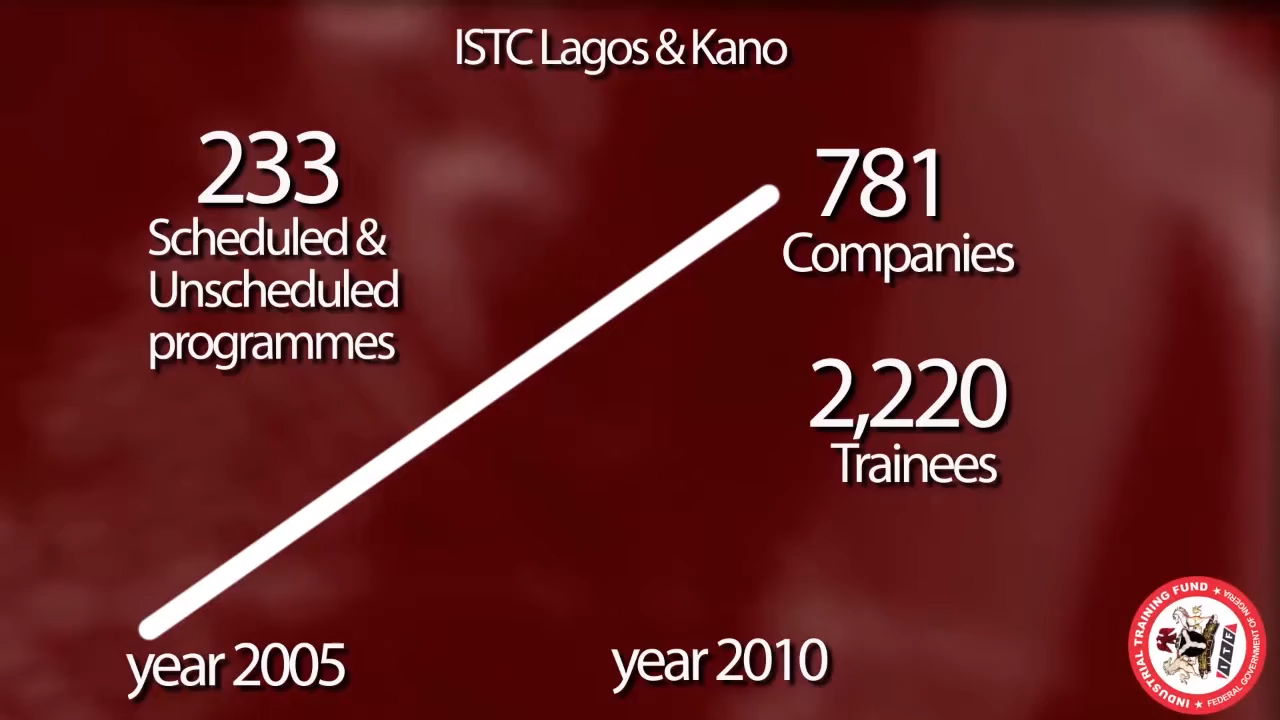 ISTC Lagos & Kano
233
Scheduled &
Unscheduled
programmes
781
Companies
2,220
Trainees
year 2005
year 2010
INDUSTRIAL TRAINING FUND
FEDERAL GOVERNMENT OF NIGERIA
ITF